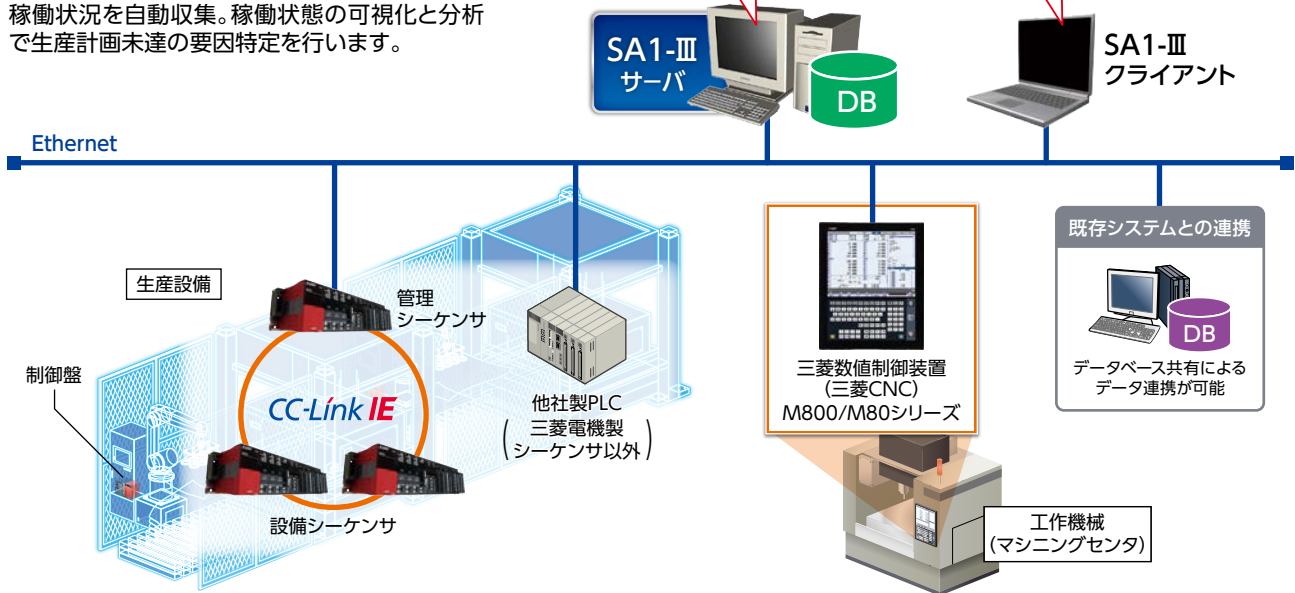 稼働状況を自動収集。稼働状態の可視化と分析
で生産計画未達の要因特定を行います。
SA1-Ⅲ
サーバ
DB
SA1-Ⅲ
クライアント
Ethernet
生産設備
管理
シーケンサ
制御盤
CC-Link IE
設備シーケンサ
他社製PLC
(三菱電機製
シーケンサ以外)
三菱数値制御装置
(三菱CNC)
M800/M80シリーズ
工作機械
(マシニングセンタ)
既存システムとの連携
DB
データベース共有による
データ連携が可能